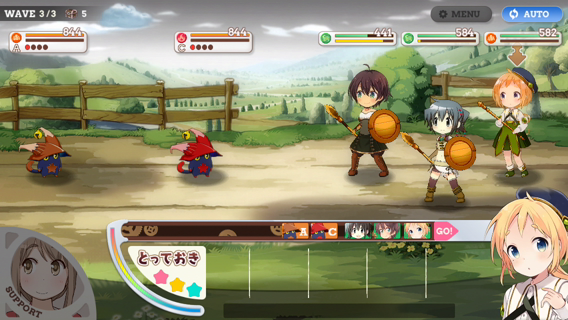 WAVE 3/3 5
MENU
AUTO
844
A
844
C
441
584
582
A
C
GO!
とっておき
SUPPORT